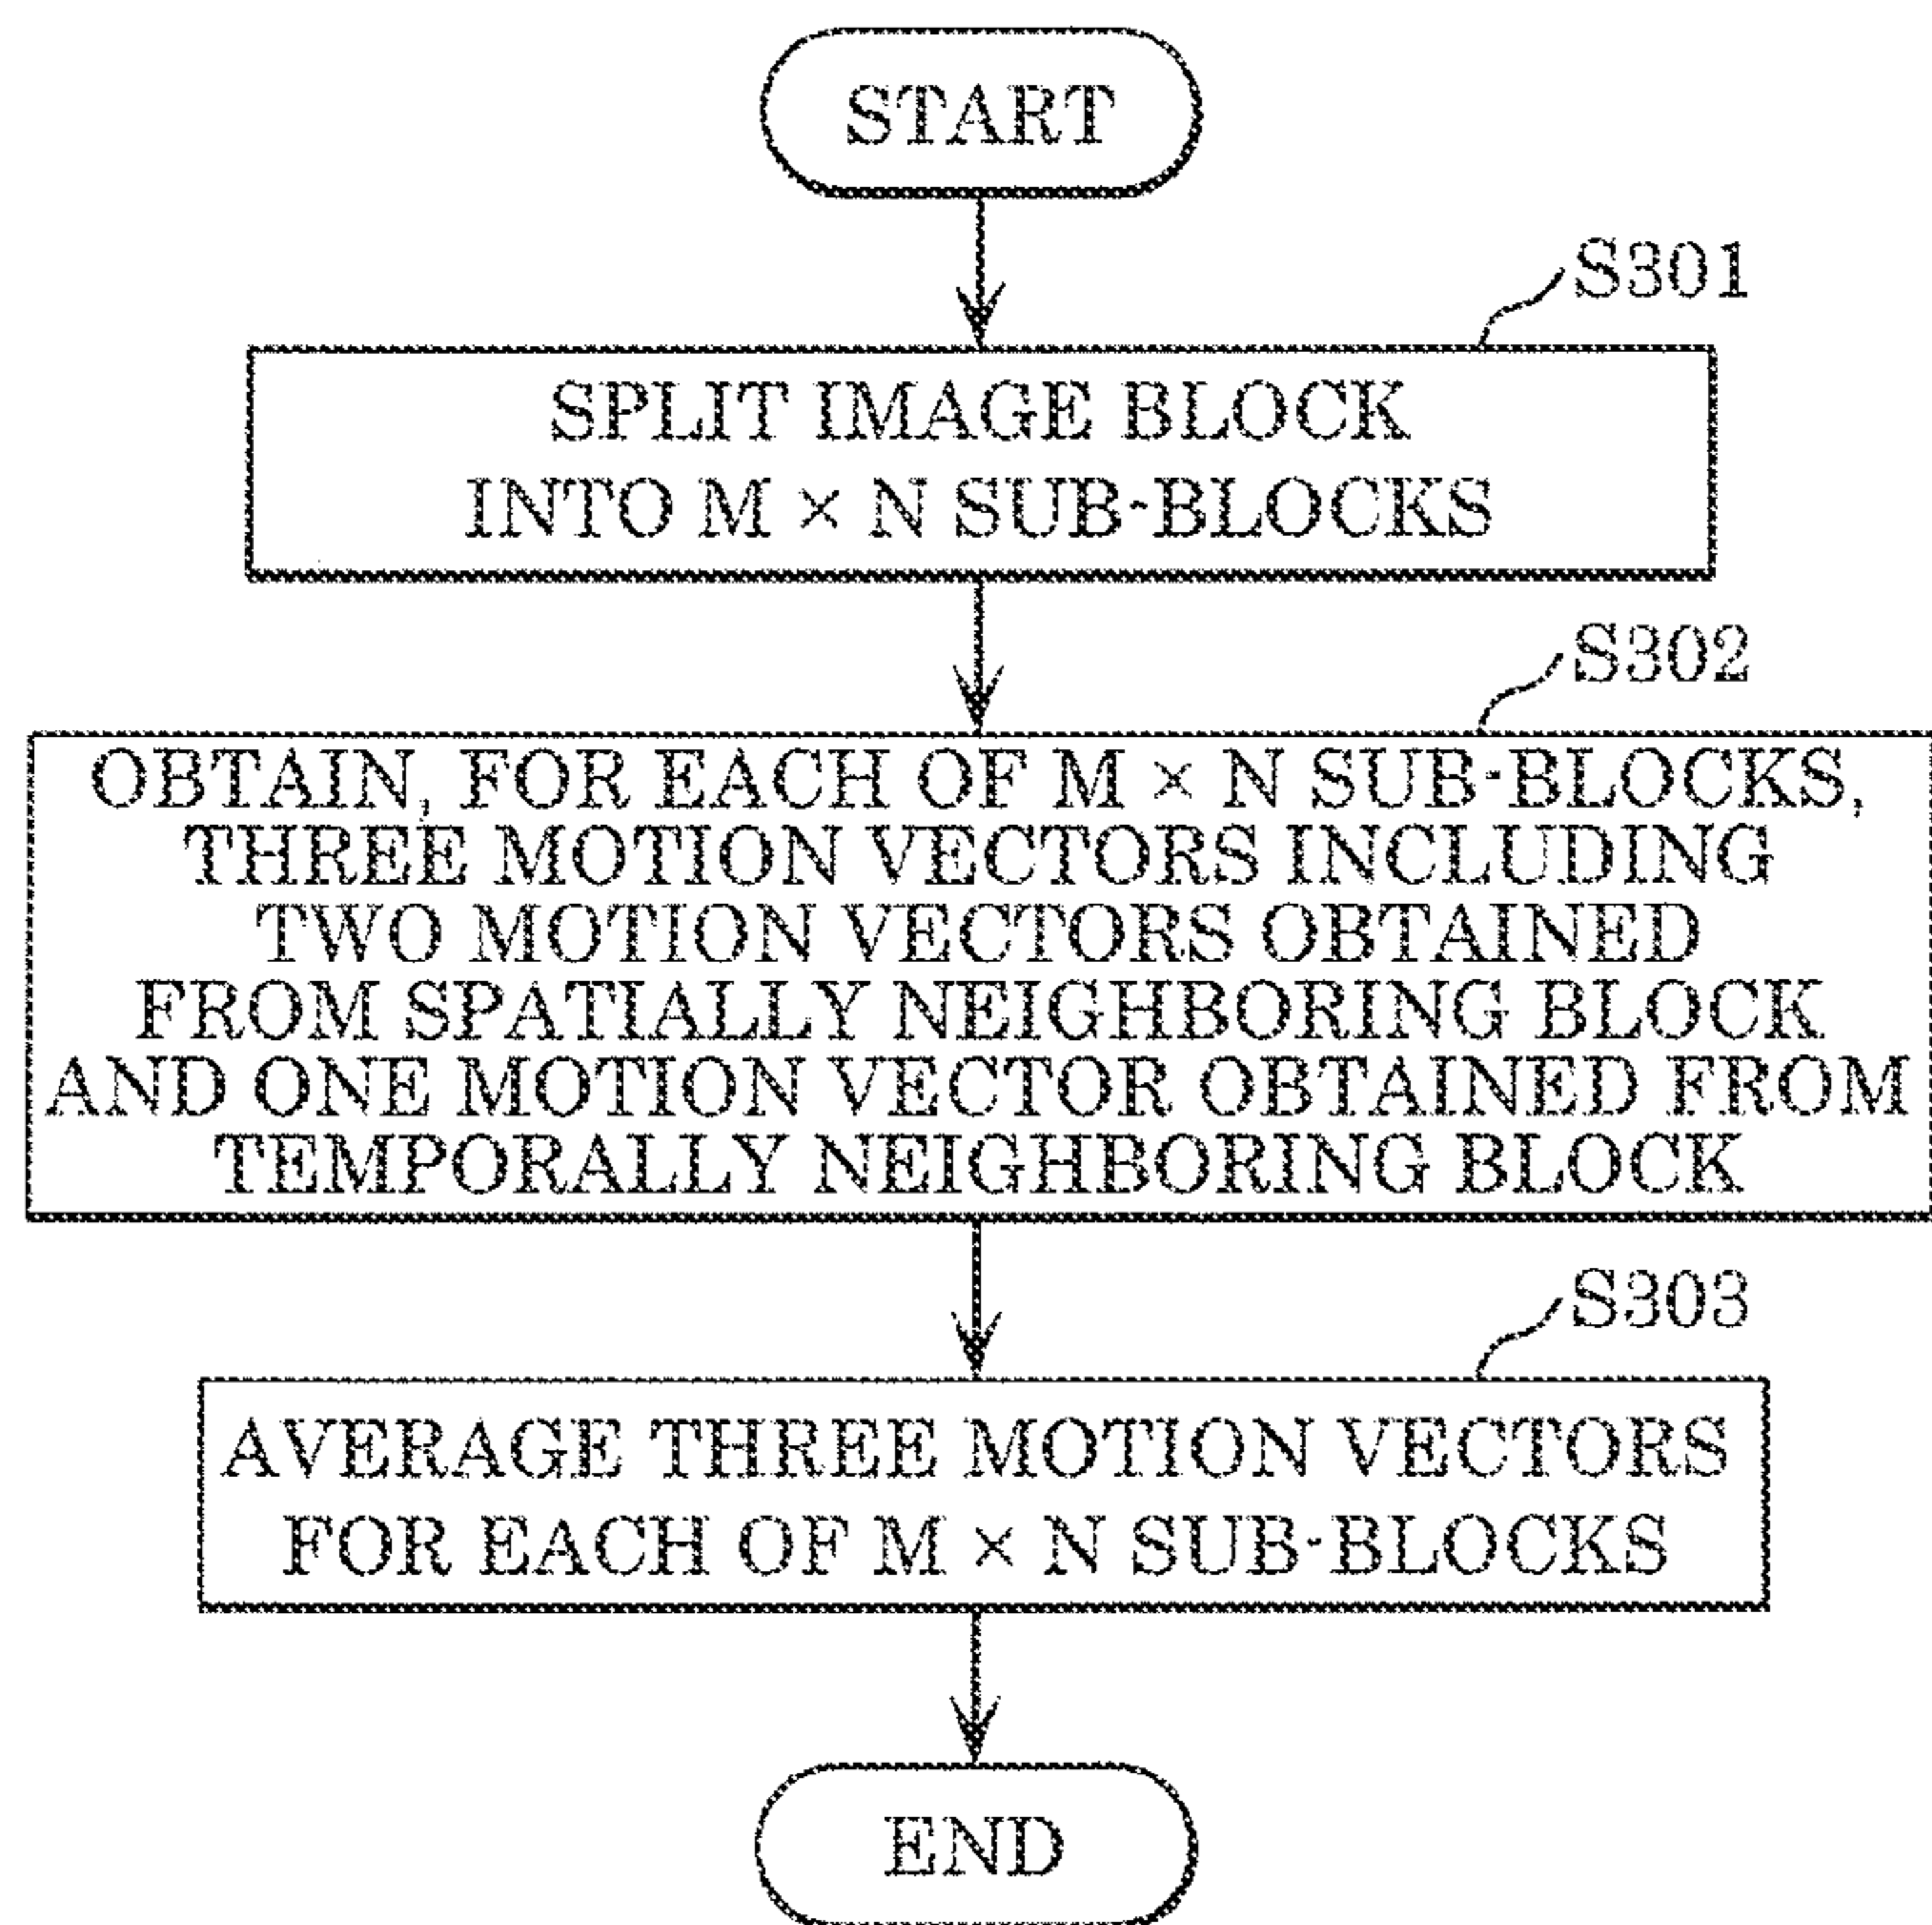 START
S301
SPLIT IMAGE BLOCK
INTO M × N SUB-BLOCKS
S302
OBTAIN, FOR EACH OF M × N SUB-BLOCKS,
THREE MOTION VECTORS INCLUDING
TWO MOTION VECTORS OBTAINED
FROM SPATIALLY NEIGHBORING BLOCK
AND ONE MOTION VECTOR OBTAINED FROM
TEMPORALLY NEIGHBORING BLOCK
S303
AVERAGE THREE MOTION VECTORS
FOR EACH OF M × N SUB-BLOCKS
END